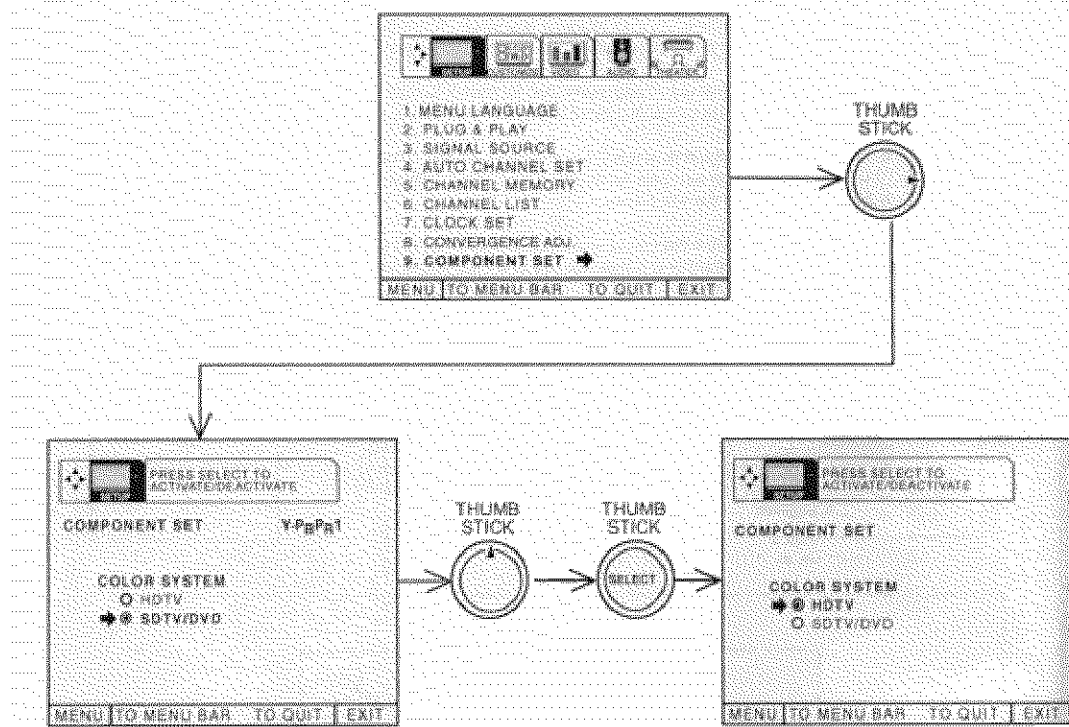 SETUP
1. MENU LANGUAGE
2. PLUG & PLAY
3. SIGNAL SOURCE
4. AUTO CHANNEL SET
5. CHANNEL MEMORY
6. CHANNEL LIST
7. CLOCK SET
8. CONVERGENCE ADJ.
9. COMPONENT SET
MENU TO MENU BAR TO QUIT EXIT
THUMB
STICK
SETUP
PRESS SELECT TO
ACTIVATE/DEACTIVATE
COMPONENT SET Y-PBPR1
COLOR SYSTEM
HDTV
SDTV/DVD
MENU TO MENU BAR TO QUIT EXIT
THUMB
STICK
THUMB
STICK
SELECT
SETUP
PRESS SELECT TO
ACTIVATE/DEACTIVATE
COMPONENT SET
COLOR SYSTEM
HDTV
SDTV/DVD
MENU TO MENU BAR TO QUIT EXIT